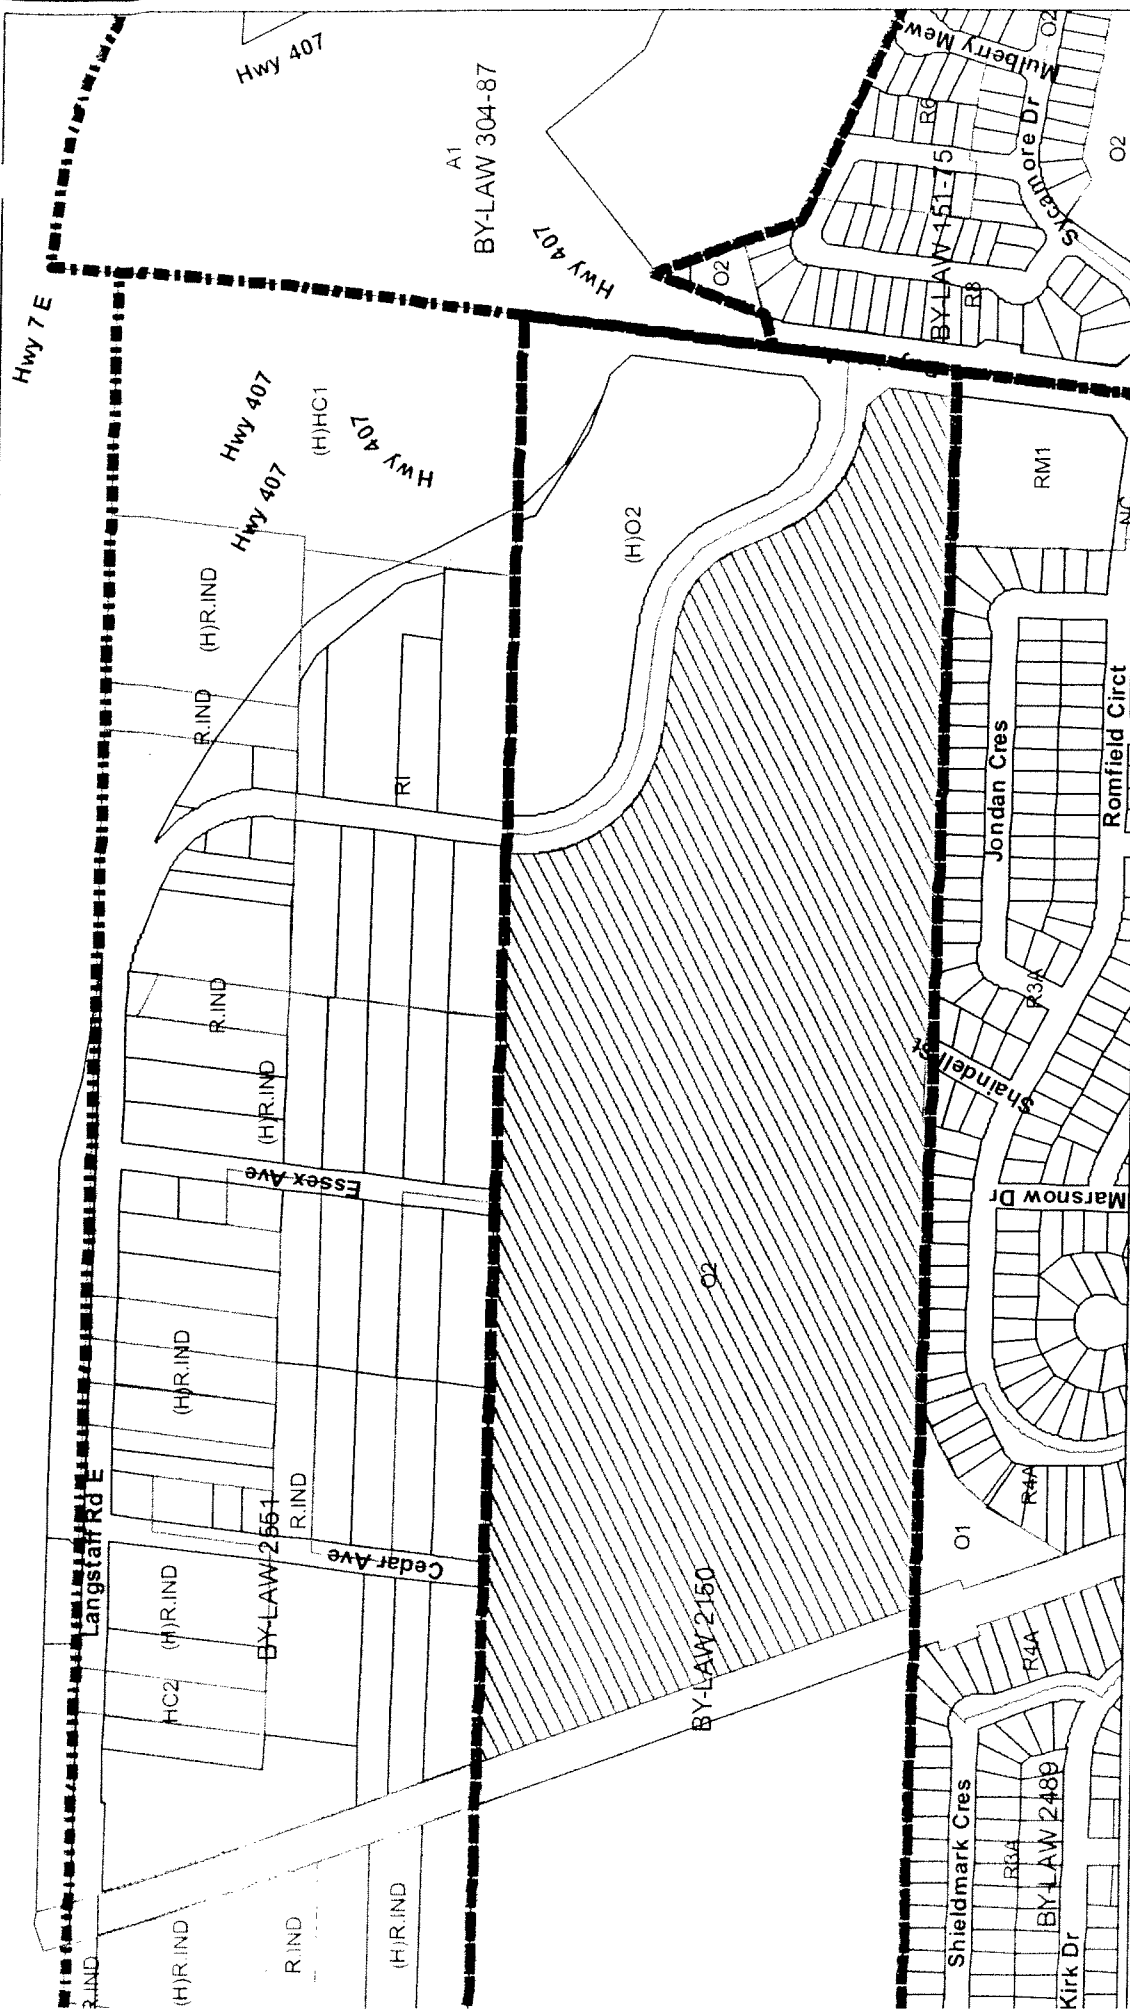 Hwy 7 E
Hwy 407
A1
BY-LAW 304-87
Hwy 407
Mulberry Mew
O2
R6
Sycamore Dr
O2
BY-LAW 151-75
R8
O2
Hwy 407
(H)HC1
Hwy 407
Hwy 407
(H)R.IND
R.IND
RI
(H)O2
RM1
Jondan Cres
Romfield Circt
R.IND
(H)R.IND
Essex Ave
R3A
Shaindell St
Marsnow Dr
O2
(H)R.IND
Langstaff Rd E
R.IND
BY-LAW 2551
Cedar Ave
(H)R.IND
HC2
BY-LAW 2150
O1
R4A
R4A
Shieldmark Cres
R3A
BY-LAW 2489
Kirk Dr
R.IND
(H)R.IND
R.IND
(H)R.IND